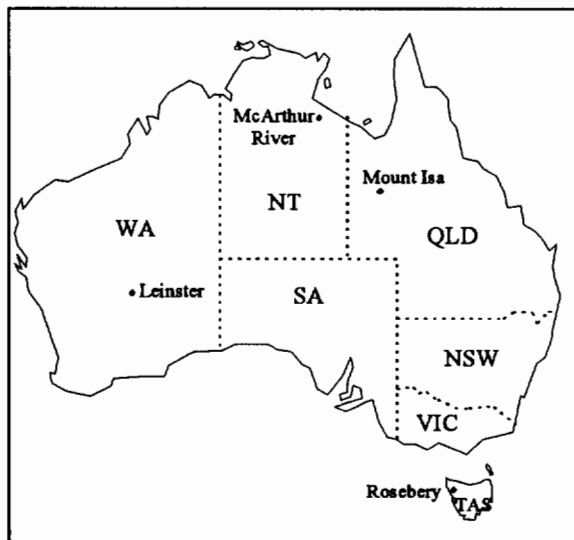 McArthur
River
Mount Isa
NT
WA
QLD
Leinster
SA
NSW
VIC
Rosebery
TAS